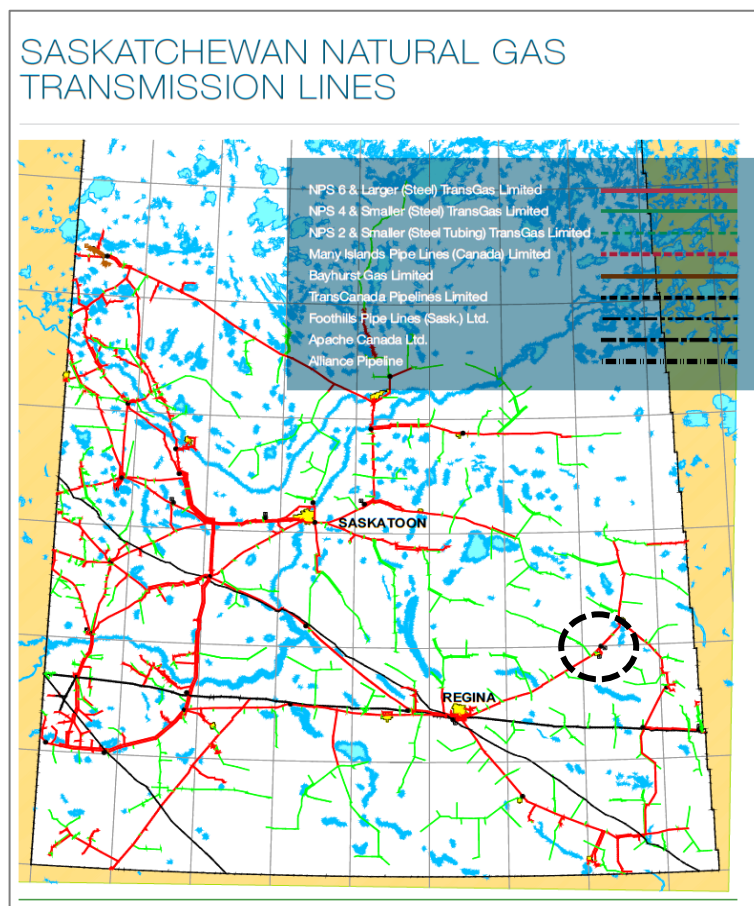 SASKATCHEWAN NATURAL GAS
TRANSMISSION LINES
NPS 6 & Larger (Steel) TransGas Limited
NPS 4 & Smaller (Steel) TransGas Limited
NPS 2 & Smaller (Steel Tubing) TransGas Limited
Many Islands Pipe Lines (Canada) Limited
Bayhurst Gas Limited
TransCanada Pipelines Limited
Foothills Pipe Lines (Sask.) Ltd.
Apache Canada Ltd.
Alliance Pipeline
SASKATOON
REGINA